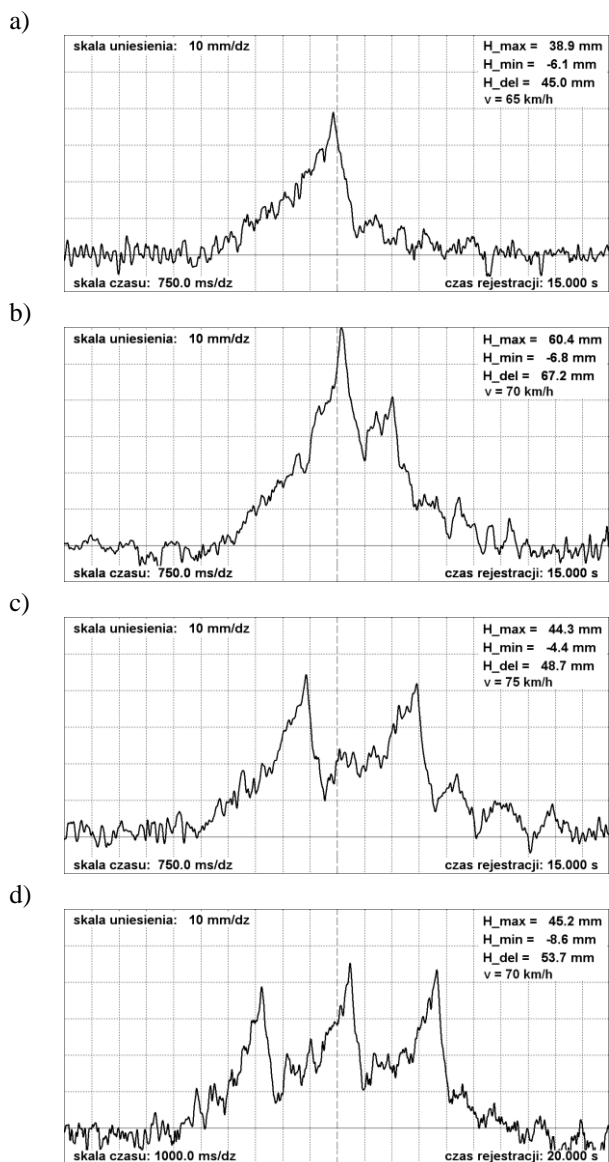 a)
skala uniesienia: 10 mm/dz
H_max = 38.9 mm
H_min = -6.1 mm
H_del = 45.0 mm
v = 65 km/h
skala czasu: 750.0 ms/dz
czas rejestracji: 15.000 s
b)
skala uniesienia: 10 mm/dz
H_max = 60.4 mm
H_min = -6.8 mm
H_del = 67.2 mm
v = 70 km/h
skala czasu: 750.0 ms/dz
czas rejestracji: 15.000 s
c)
skala uniesienia: 10 mm/dz
H_max = 44.3 mm
H_min = -4.4 mm
H_del = 48.7 mm
v = 75 km/h
skala czasu: 750.0 ms/dz
czas rejestracji: 15.000 s
d)
skala uniesienia: 10 mm/dz
H_max = 45.2 mm
H_min = -8.6 mm
H_del = 53.7 mm
v = 70 km/h
skala czasu: 1000.0 ms/dz
czas rejestracji: 20.000 s